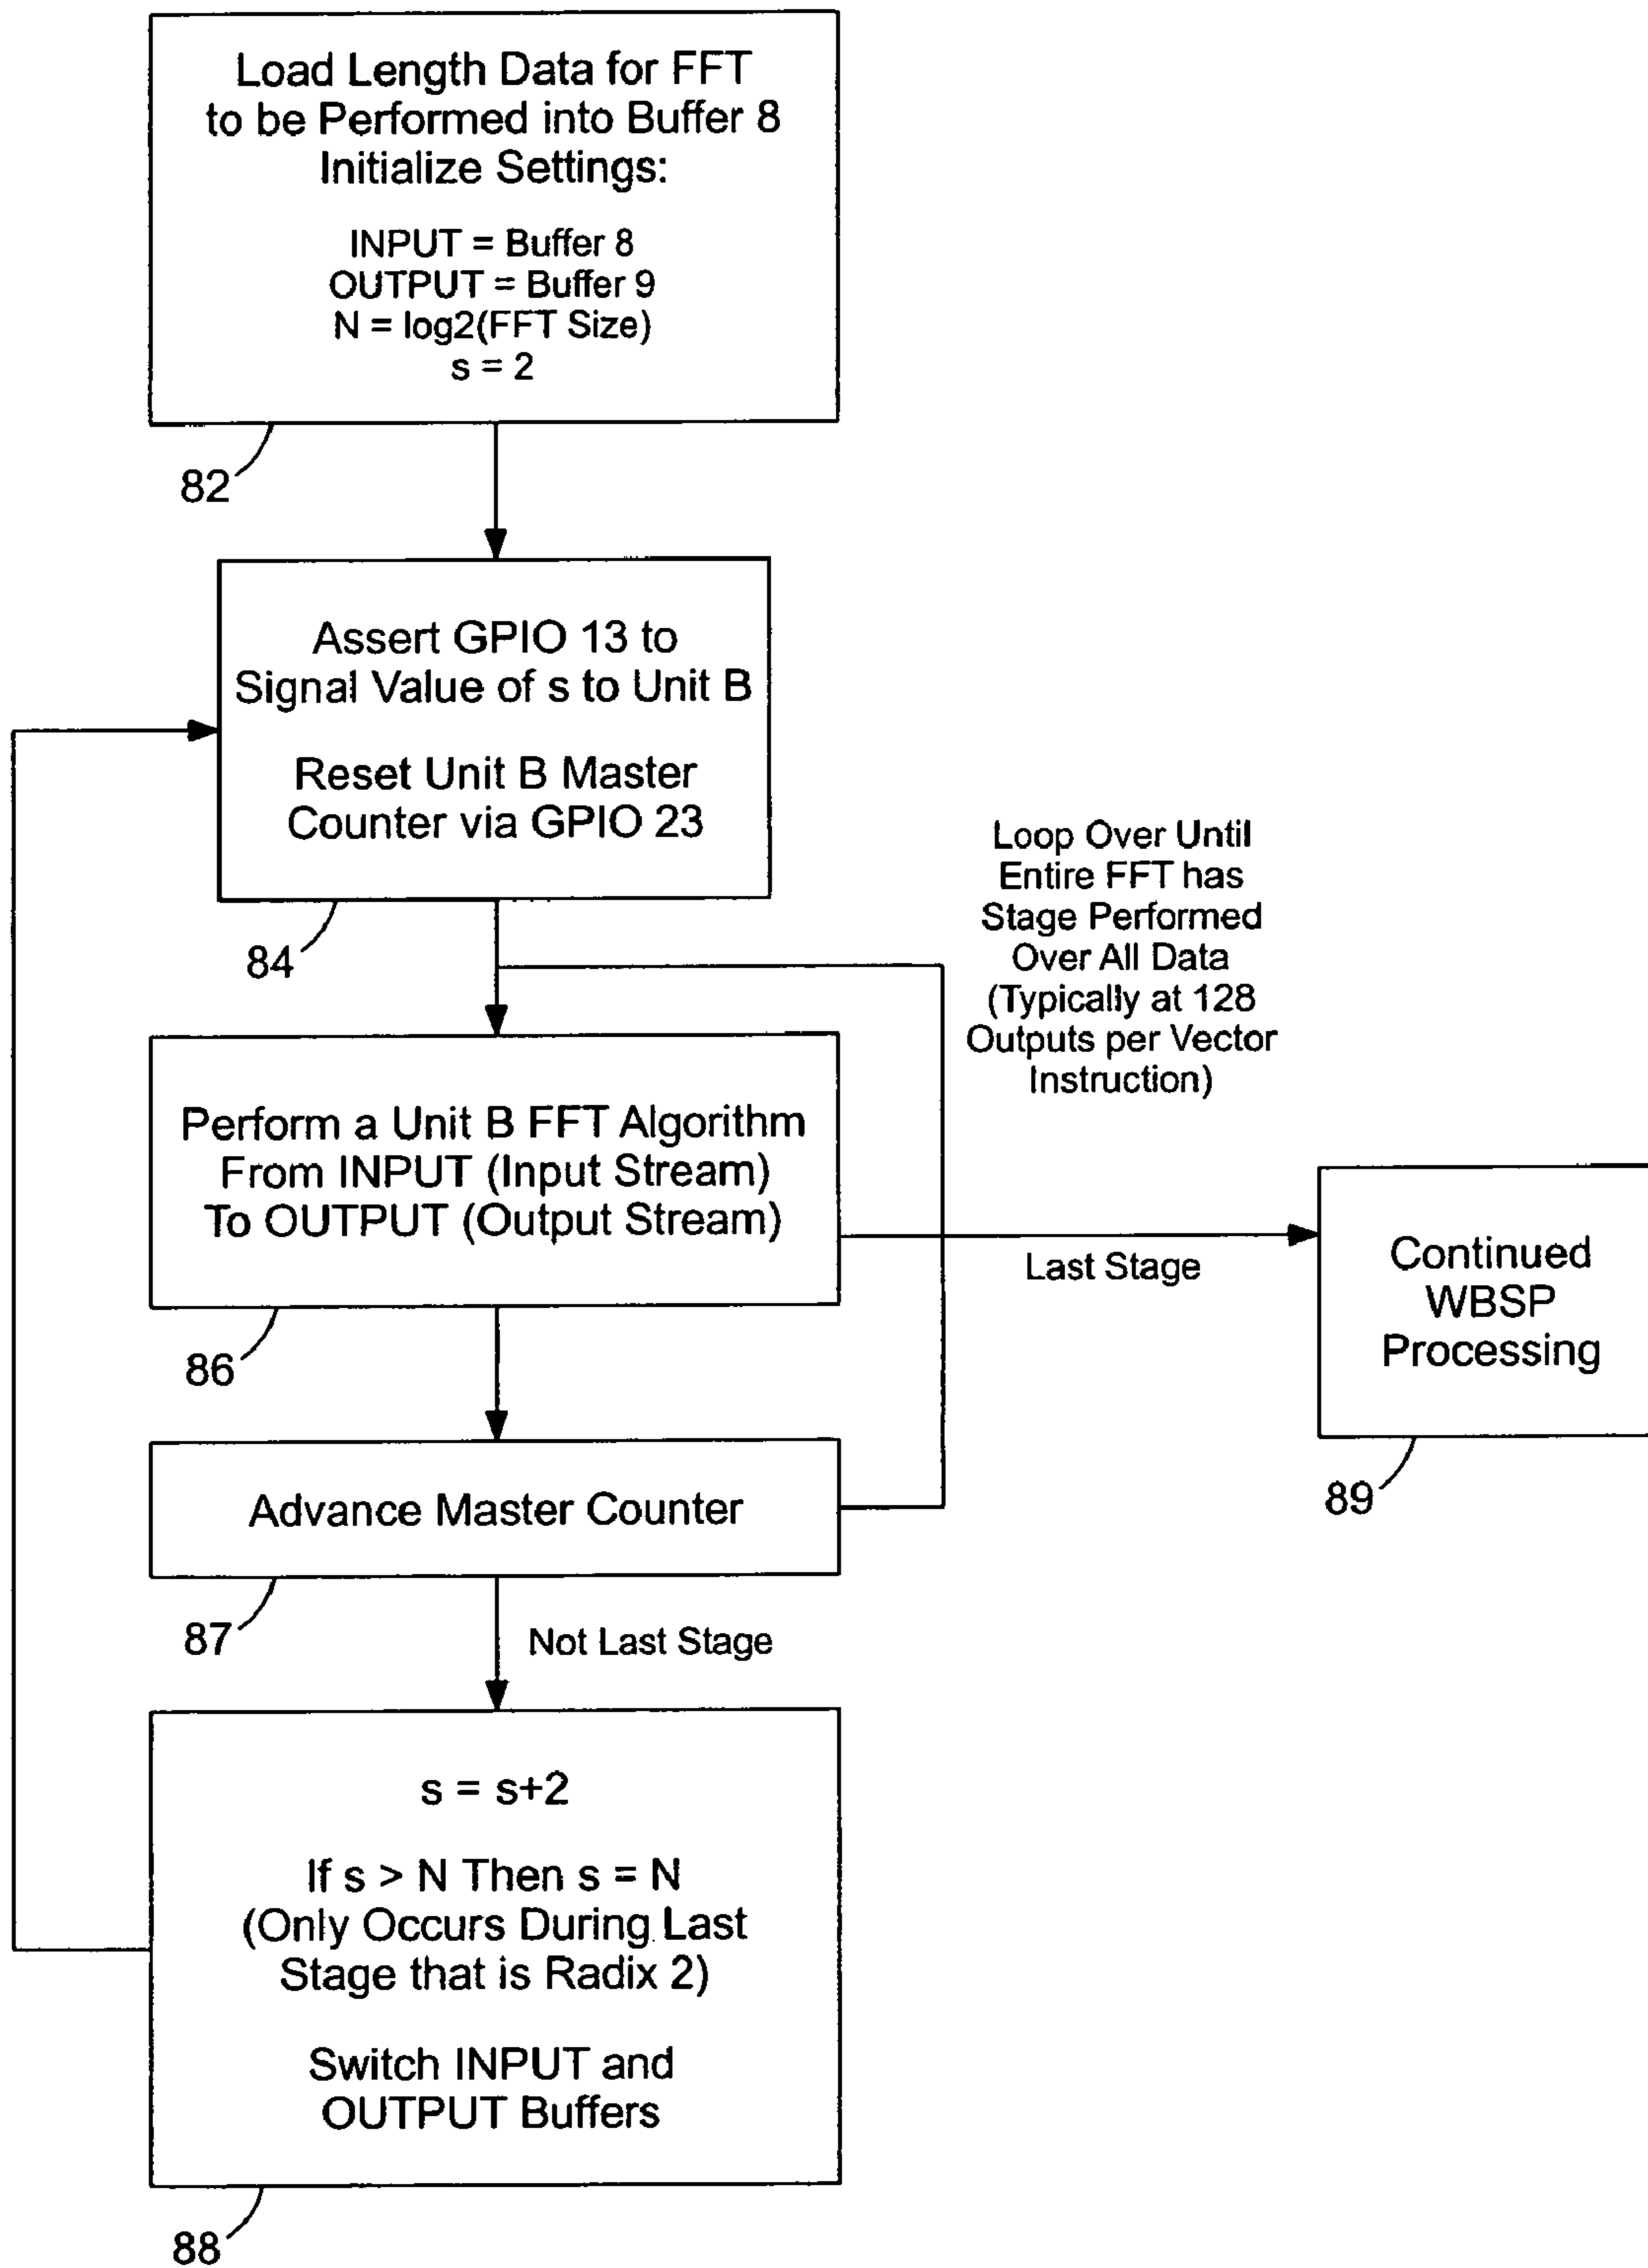 Load Length Data for FFT
to be Performed into Buffer 8
Initialize Settings:
INPUT = Buffer 8
OUTPUT = Buffer 9
N = log2(FFT Size)
s = 2
82
Assert GPIO 13 to
Signal Value of s to Unit B
Reset Unit B Master
Counter via GPIO 23
84
Loop Over Until
Entire FFT has
Stage Performed
Over All Data
(Typically at 128
Outputs per Vector
Instruction)
Perform a Unit B FFT Algorithm
From INPUT (Input Stream)
To OUTPUT (Output Stream)
86
Last Stage
Continued
WBSP
Processing
89
Advance Master Counter
87
Not Last Stage
s = s+2
If s > N Then s = N
(Only Occurs During Last
Stage that is Radix 2)
Switch INPUT and
OUTPUT Buffers
88